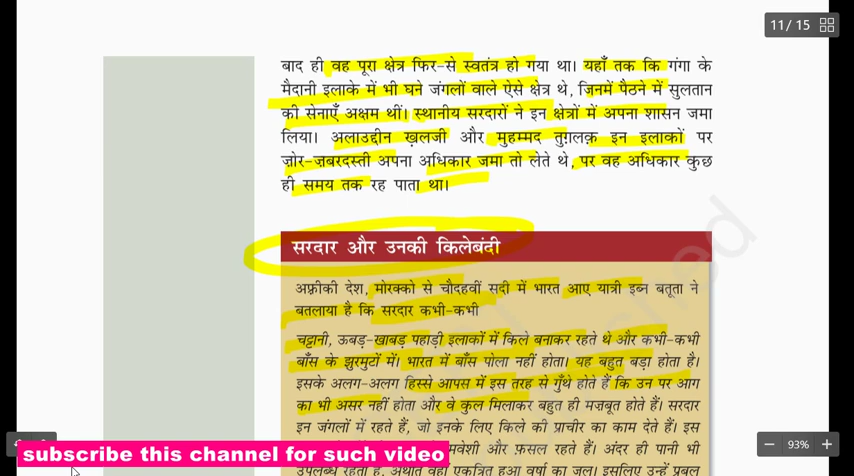 11 / 15
बाद ही वह पूरा क्षेत्र फिर-से स्वतंत्र हो गया था। यहाँ तक कि गंगा के
मैदानी इलाके में भी घने जंगलों वाले ऐसे क्षेत्र थे, जिनमें पैठने में सुलतान
की सेनाएँ अक्षम थीं। स्थानीय सरदारों ने इन क्षेत्रों में अपना शासन जमा
लिया। अलाउद्दीन ख़लजी और मुहम्मद तुग़लक़ इन इलाकों पर
ज़ोर-ज़बरदस्ती अपना अधिकार जमा तो लेते थे, पर वह अधिकार कुछ
ही समय तक रह पाता था।
सरदार और उनकी किलेबंदी
अफ़्रीकी देश, मोरक्को से चौदहवीं सदी में भारत आए यात्री इब्न बतूता ने
बतलाया है कि सरदार कभी-कभी
चट्टानी, ऊबड़-खाबड़ पहाड़ी इलाकों में किले बनाकर रहते थे और कभी-कभी
बाँस के झुरमुटों में। भारत में बाँस पोला नहीं होता। यह बहुत बड़ा होता है।
इसके अलग-अलग हिस्से आपस में इस तरह से गुँथे होते हैं कि उन पर आग
का भी असर नहीं होता और वे कुल मिलाकर बहुत ही मज़बूत होते हैं। सरदार
इन जंगलों में रहते हैं, जो इनके लिए किले की प्राचीर का काम देते हैं। इस
मवेशी और फ़सल रहते हैं। अंदर ही पानी भी
उपलब्ध रहता है, अर्थात वहाँ एकत्रित हुआ वर्षा का जल। इसलिए उन्हें प्रबल
subscribe this channel for such video
93%